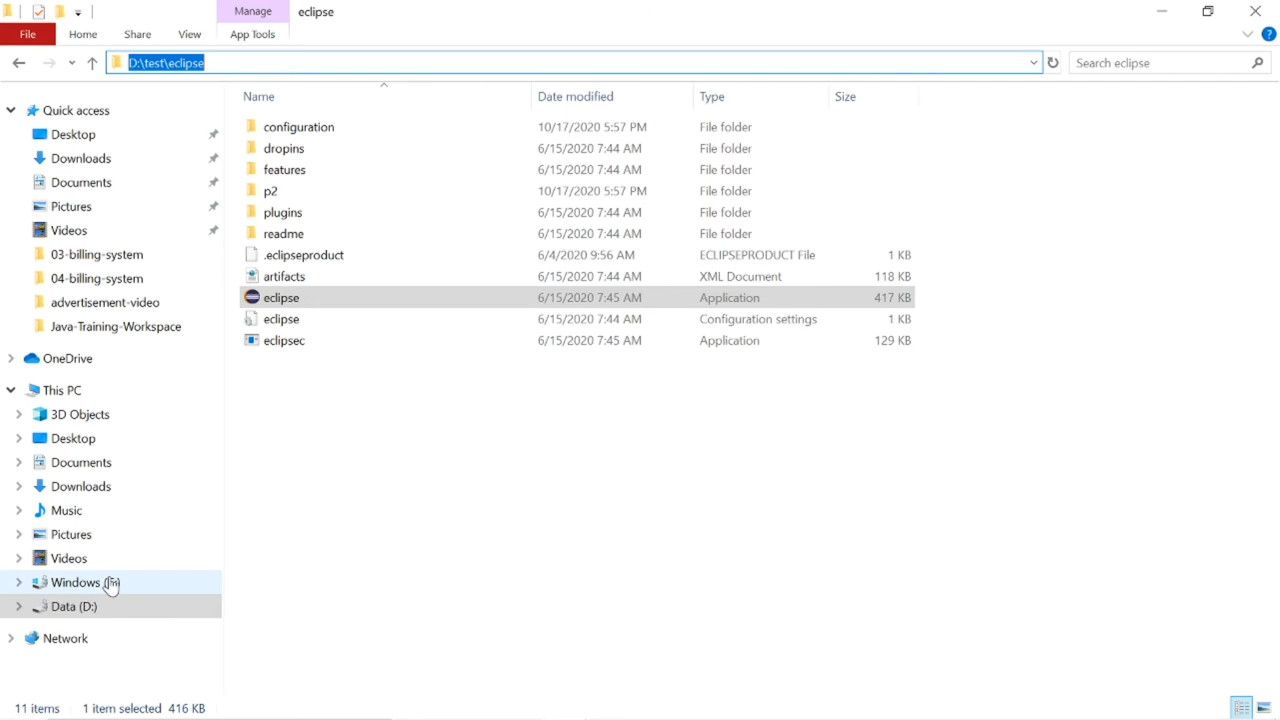 Manage eclipse
File Home Share View App Tools
D:\test\eclipse Search eclipse
Name Date modified Type Size
Quick access
Desktop
Downloads
Documents
Pictures
Videos
03-billing-system
04-billing-system
advertisement-video
Java-Training-Workspace
OneDrive
This PC
3D Objects
Desktop
Documents
Downloads
Music
Pictures
Videos
Windows
Data (D:)
Network
configuration 10/17/2020 5:57 PM File folder
dropins 6/15/2020 7:44 AM File folder
features 6/15/2020 7:44 AM File folder
p2 10/17/2020 5:57 PM File folder
plugins 6/15/2020 7:44 AM File folder
readme 6/15/2020 7:44 AM File folder
.eclipseproduct 6/4/2020 9:56 AM ECLIPSEPRODUCT File 1 KB
artifacts 6/15/2020 7:44 AM XML Document 118 KB
eclipse 6/15/2020 7:45 AM Application 417 KB
eclipse 6/15/2020 7:44 AM Configuration settings 1 KB
eclipsec 6/15/2020 7:45 AM Application 129 KB
11 items 1 item selected 416 KB